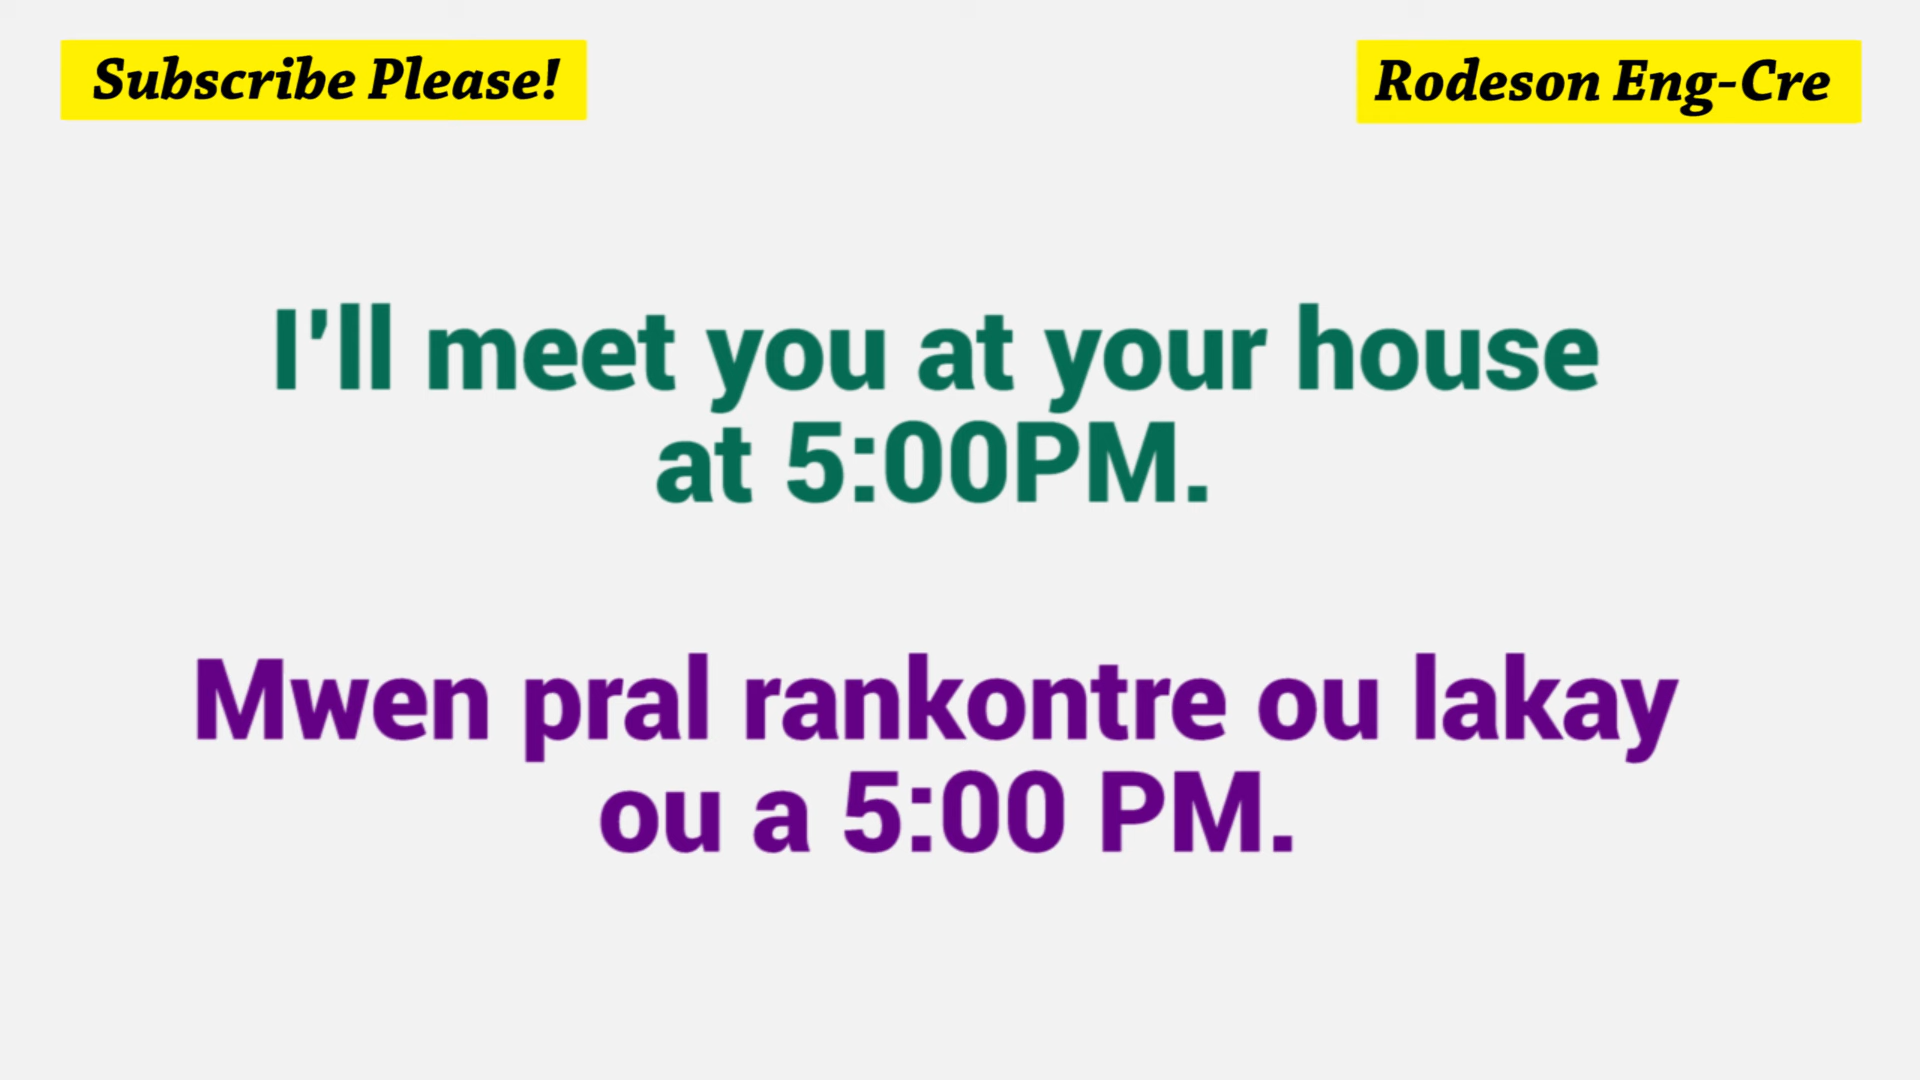 Subscribe Please!
Rodeson Eng-Cre
I'll meet you at your house
at 5:00PM.
Mwen pral rankontre ou lakay
ou a 5:00 PM.